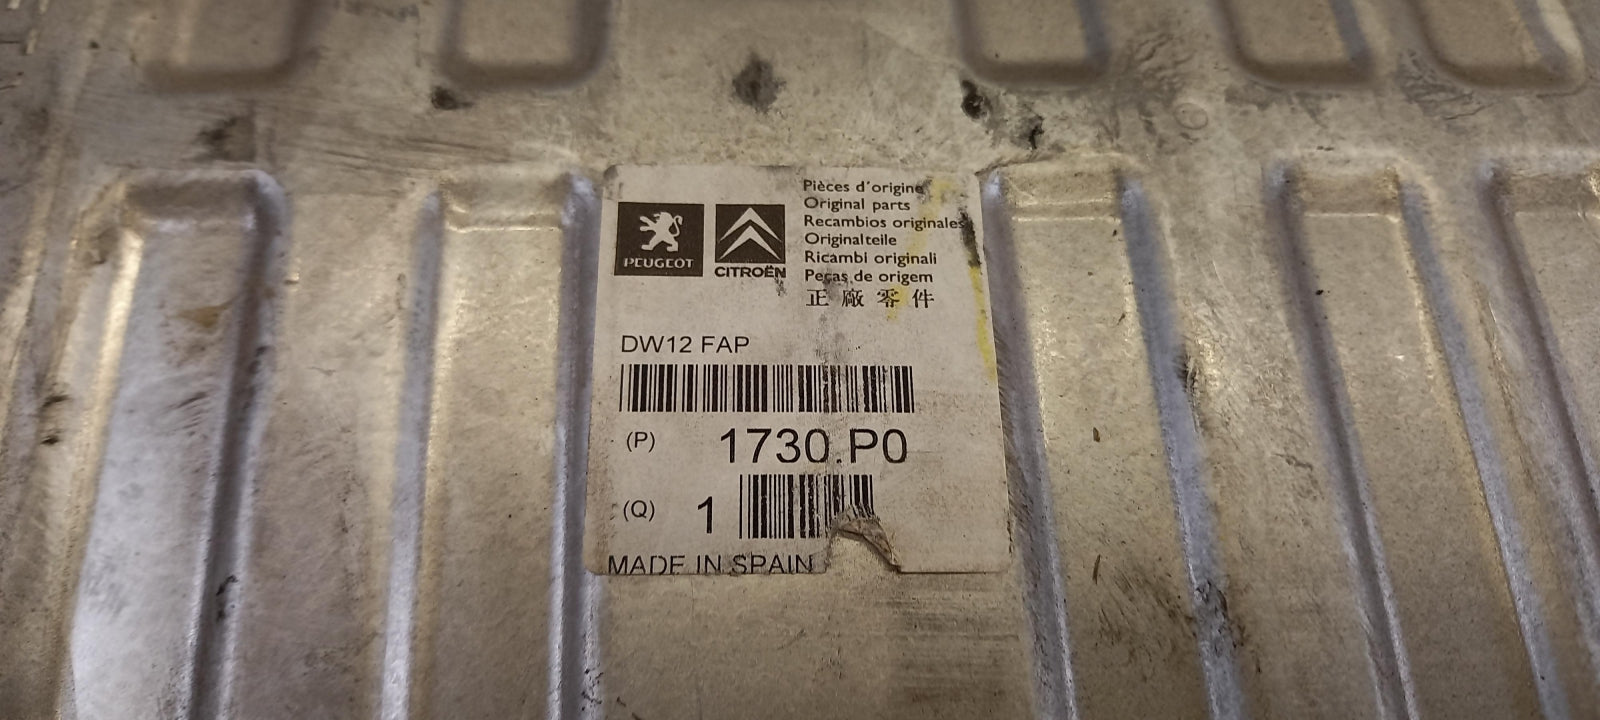 PEUGEOT
CITROËN
Pièces d'origine
Original parts
Recambios originales
Originalteile
Ricambi originali
Peças de origem
正廠零件
DW12 FAP
(P) 1730.P0
(Q) 1
MADE IN SPAIN